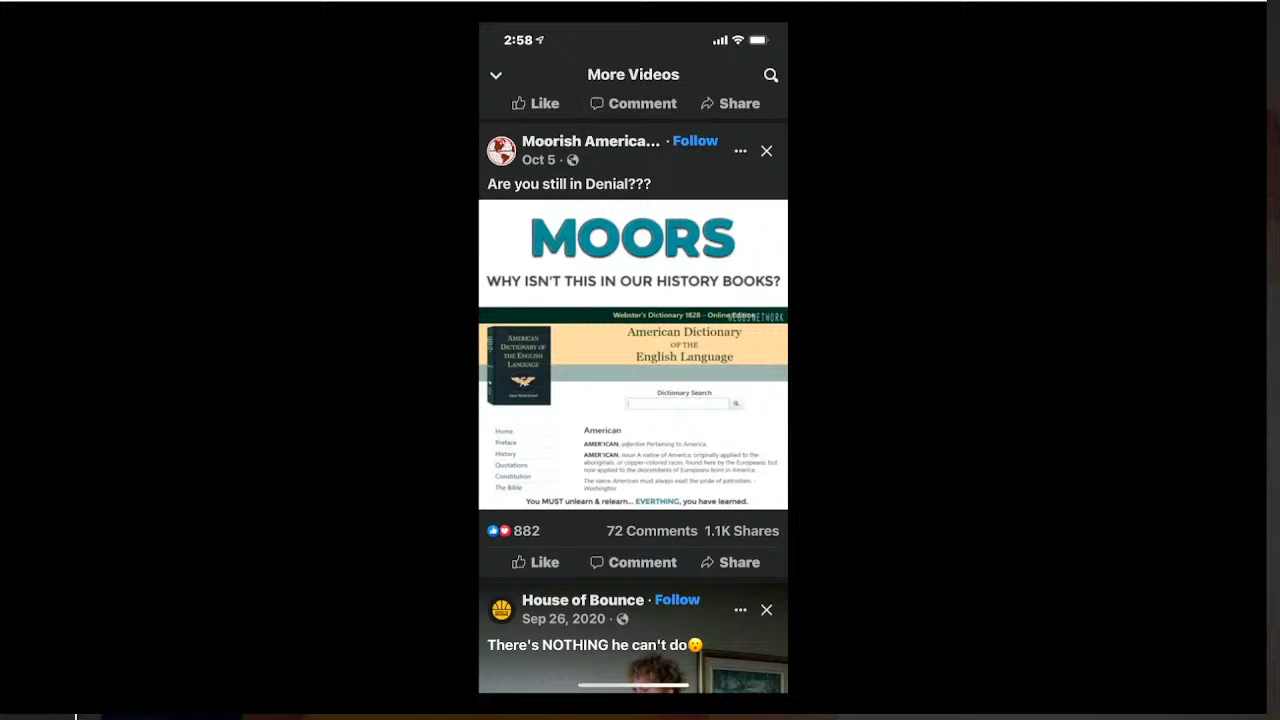 2:58
More Videos
Like Comment Share
Moorish America... · Follow
Oct 5 ·
Are you still in Denial???
MOORS
WHY ISN'T THIS IN OUR HISTORY BOOKS?
Webster's Dictionary 1828 - Online
NETWORK
AMERICAN
DICTIONARY OF
THE ENGLISH
LANGUAGE
American Dictionary
OF THE
English Language
Dictionary Search
Home
Preface
History
Quotations
Constitution
The Bible
American
AMER'ICAN, adjective Pertaining to America.
AMER'ICAN, noun A native of America; originally applied to the
aboriginals, or copper-colored races, found here by the Europeans; but
now applied to the descendants of Europeans born in America.
The name American must always exalt the pride of patriotism. -
Washington
You MUST unlearn & relearn... EVERTHING, you have learned.
882 72 Comments 1.1K Shares
Like Comment Share
House of Bounce · Follow
Sep 26, 2020 ·
There's NOTHING he can't do😮